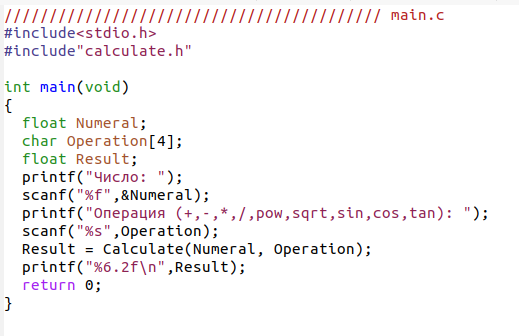 ////////////////////////////////////////// main.c
#include<stdio.h>
#include"calculate.h"

int main(void)
{
  float Numeral;
  char Operation[4];
  float Result;
  printf("Число: ");
  scanf("%f",&Numeral);
  printf("Операция (+,-,*,/,pow,sqrt,sin,cos,tan): ");
  scanf("%s",Operation);
  Result = Calculate(Numeral, Operation);
  printf("%6.2f\n",Result);
  return 0;
}